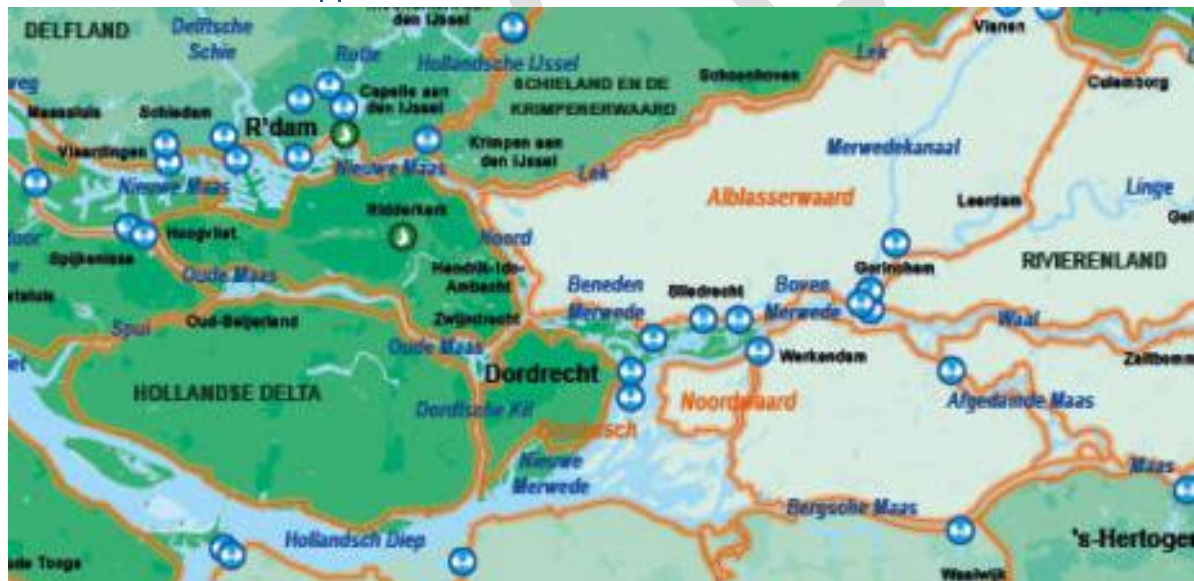 den IJssel
DELFLAND
Delftsche
Schie
Rotte
Vianen
Lek
Hollandsche IJssel
Schoonhoven
Culemborg
SCHIELAND EN DE
KRIMPENERWAARD
Capelle aan
den IJssel
Maassluis
Schiedam
R'dam
Vlaardingen
Krimpen aan
den IJssel
Nieuwe Maas
Nieuwe Maas
Lek
Merwedekanaal
Alblasserwaard
Leerdam
Linge
Ridderkerk
Hoogvliet
Spijkenisse
Noord
Oude Maas
Hendrik-Ido-
Ambacht
Gorinchem
RIVIERENLAND
Beneden
Merwede
Sliedrecht
Boven
Merwede
Spui
Oud-Beijerland
Zwijndrecht
Waal
Oude Maas
Werkendam
Dordrecht
HOLLANDSE DELTA
Dordtsche Kil
Noordwaard
Afgedamde Maas
Nieuwe
Merwede
Maas
Bergsche Maas
Hollandsch Diep
Waalwijk